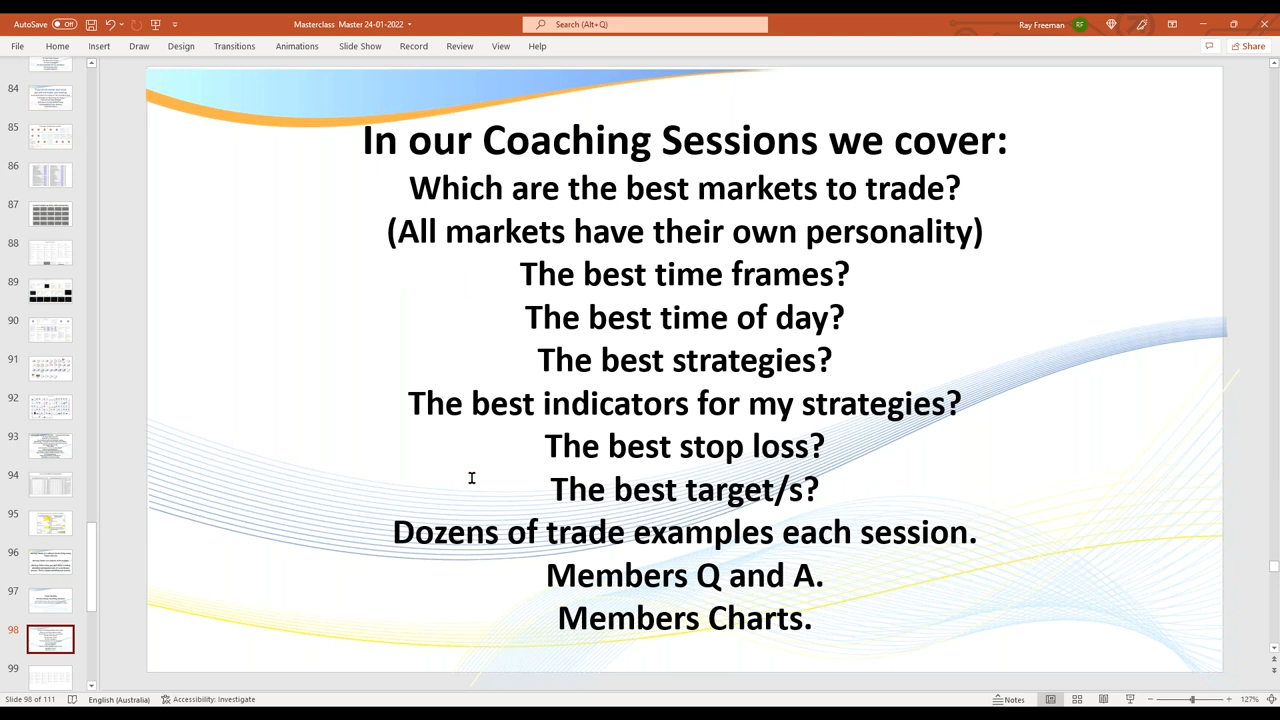 AutoSave
Off
Masterclass Master 24-01-2022
Search (Alt+Q)
Ray Freeman
RF
File
Home
Insert
Draw
Design
Transitions
Animations
Slide Show
Record
Review
View
Help
Share
84
85
86
87
88
89
90
91
92
93
94
95
96
97
98
99
In our Coaching Sessions we cover:
Which are the best markets to trade?
(All markets have their own personality)
The best time frames?
The best time of day?
The best strategies?
The best indicators for my strategies?
The best stop loss?
The best target/s?
Dozens of trade examples each session.
Members Q and A.
Members Charts.
Slide 98 of 111
English (Australia)
Accessibility: Investigate
Notes
127%